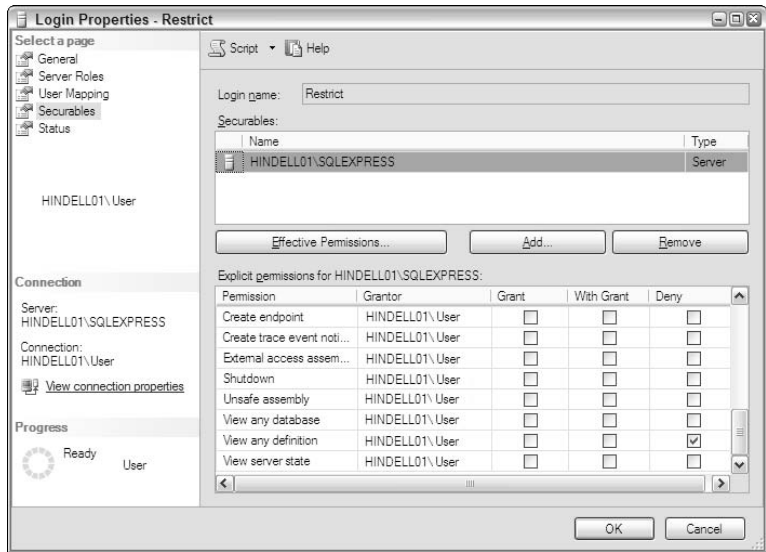 Login Properties - Restrict
Select a page
General
Server Roles
User Mapping
Securables
Status
HINDELL01\User
Connection
Server:
HINDELL01\SQLEXPRESS
Connection:
HINDELL01\User
View connection properties
Progress
Ready
User
Script Help
Login name: Restrict
Securables:
Name Type
HINDELL01\SQLEXPRESS Server
Effective Permissions... Add... Remove
Explicit permissions for HINDELL01\SQLEXPRESS:
Permission Grantor Grant With Grant Deny
Create endpoint HINDELL01\User
Create trace event noti... HINDELL01\User
External access assem... HINDELL01\User
Shutdown HINDELL01\User
Unsafe assembly HINDELL01\User
View any database HINDELL01\User
View any definition HINDELL01\User
View server state HINDELL01\User
OK Cancel